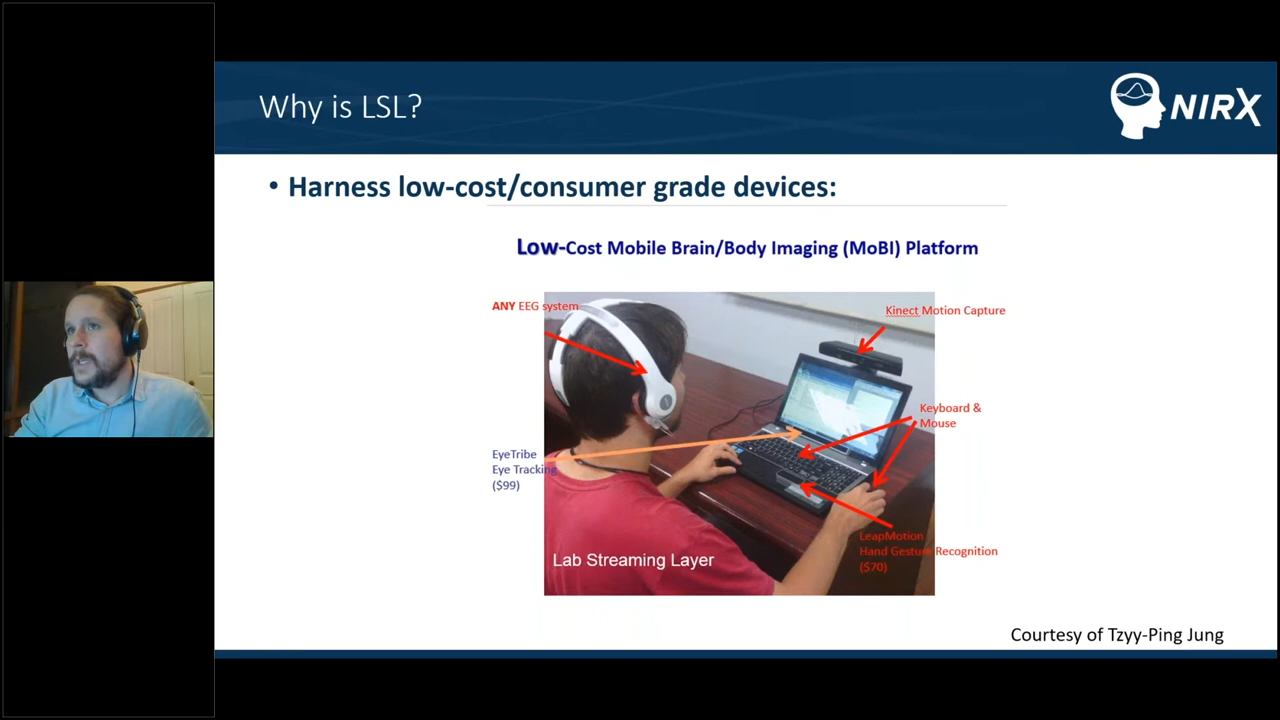 Why is LSL?
NIRX
• Harness low-cost/consumer grade devices:
Low-Cost Mobile Brain/Body Imaging (MoBI) Platform
ANY EEG system
Kinect Motion Capture
Keyboard &
Mouse
EyeTribe
Eye Tracking
($99)
LeapMotion
Hand Gesture Recognition
($70)
Lab Streaming Layer
Courtesy of Tzyy-Ping Jung